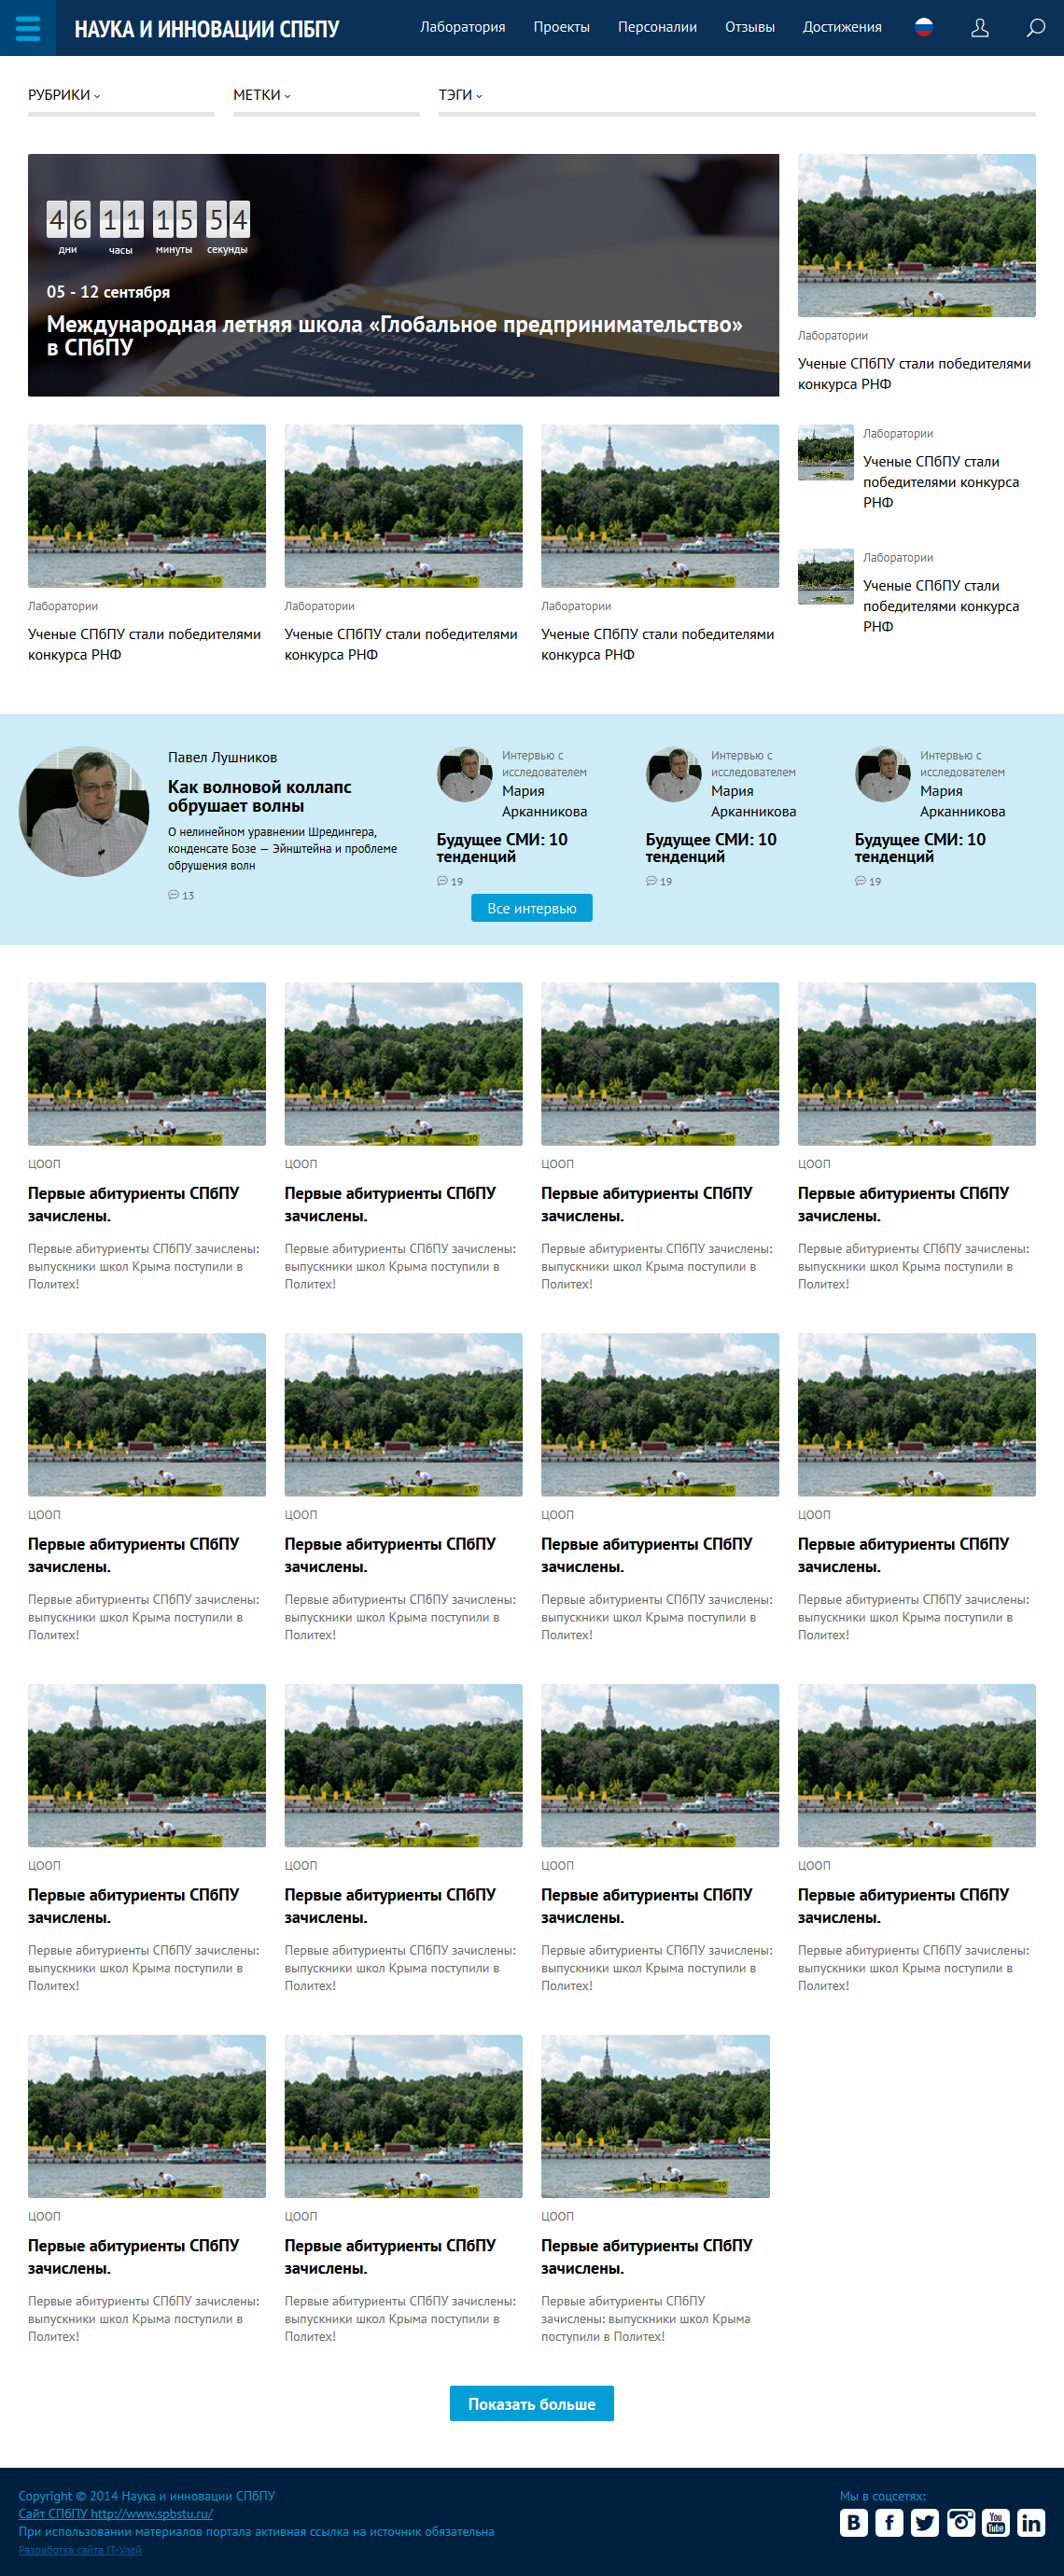 НАУКА И ИННОВАЦИИ СПБПУ
Лаборатория Проекты Персоналии Отзывы Достижения
РУБРИКИ МЕТКИ ТЭГИ
46 11 15 54
дни часы минуты секунды
05 - 12 сентября
Международная летняя школа «Глобальное предпринимательство»
в СПбПУ
Entrepreneurship
Educators
Лаборатории
Ученые СПбПУ стали победителями
конкурса РНФ
Лаборатории
Ученые СПбПУ стали победителями
конкурса РНФ
Лаборатории
Ученые СПбПУ стали победителями
конкурса РНФ
Лаборатории
Ученые СПбПУ стали победителями
конкурса РНФ
Лаборатории
Ученые СПбПУ стали
победителями конкурса
РНФ
Лаборатории
Ученые СПбПУ стали
победителями конкурса
РНФ
Павел Лушников
Как волновой коллапс
обрушает волны
О нелинейном уравнении Шредингера,
конденсате Бозе — Эйнштейна и проблеме
обрушения волн
13
Интервью с
исследователем
Мария
Арканникова
Будущее СМИ: 10
тенденций
19
Интервью с
исследователем
Мария
Арканникова
Будущее СМИ: 10
тенденций
19
Интервью с
исследователем
Мария
Арканникова
Будущее СМИ: 10
тенденций
19
Все интервью
ЦООП
Первые абитуриенты СПбПУ
зачислены.
Первые абитуриенты СПбПУ зачислены:
выпускники школ Крыма поступили в
Политех!
ЦООП
Первые абитуриенты СПбПУ
зачислены.
Первые абитуриенты СПбПУ зачислены:
выпускники школ Крыма поступили в
Политех!
ЦООП
Первые абитуриенты СПбПУ
зачислены.
Первые абитуриенты СПбПУ зачислены:
выпускники школ Крыма поступили в
Политех!
ЦООП
Первые абитуриенты СПбПУ
зачислены.
Первые абитуриенты СПбПУ зачислены:
выпускники школ Крыма поступили в
Политех!
ЦООП
Первые абитуриенты СПбПУ
зачислены.
Первые абитуриенты СПбПУ зачислены:
выпускники школ Крыма поступили в
Политех!
ЦООП
Первые абитуриенты СПбПУ
зачислены.
Первые абитуриенты СПбПУ зачислены:
выпускники школ Крыма поступили в
Политех!
ЦООП
Первые абитуриенты СПбПУ
зачислены.
Первые абитуриенты СПбПУ зачислены:
выпускники школ Крыма поступили в
Политех!
ЦООП
Первые абитуриенты СПбПУ
зачислены.
Первые абитуриенты СПбПУ зачислены:
выпускники школ Крыма поступили в
Политех!
ЦООП
Первые абитуриенты СПбПУ
зачислены.
Первые абитуриенты СПбПУ зачислены:
выпускники школ Крыма поступили в
Политех!
ЦООП
Первые абитуриенты СПбПУ
зачислены.
Первые абитуриенты СПбПУ зачислены:
выпускники школ Крыма поступили в
Политех!
ЦООП
Первые абитуриенты СПбПУ
зачислены.
Первые абитуриенты СПбПУ зачислены:
выпускники школ Крыма поступили в
Политех!
ЦООП
Первые абитуриенты СПбПУ
зачислены.
Первые абитуриенты СПбПУ зачислены:
выпускники школ Крыма поступили в
Политех!
ЦООП
Первые абитуриенты СПбПУ
зачислены.
Первые абитуриенты СПбПУ зачислены:
выпускники школ Крыма поступили в
Политех!
ЦООП
Первые абитуриенты СПбПУ
зачислены.
Первые абитуриенты СПбПУ зачислены:
выпускники школ Крыма поступили в
Политех!
ЦООП
Первые абитуриенты СПбПУ
зачислены.
Первые абитуриенты СПбПУ
зачислены: выпускники школ Крыма
поступили в Политех!
Показать больше
Copyright © 2014 Наука и инновации СПбПУ
Сайт СПбПУ http://www.spbstu.ru/
При использовании материалов портала активная ссылка на источник обязательна
Разработка сайта IT-Улей
Мы в соцсетях: